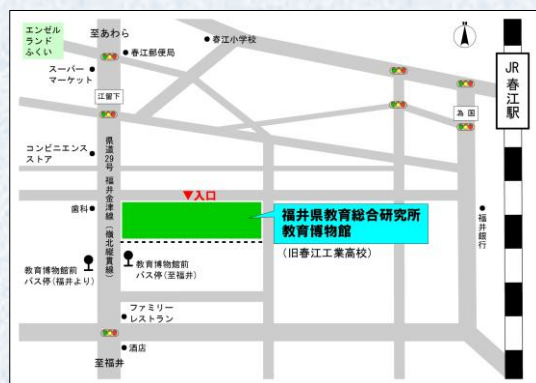 エンゼル
ランド
ふくい
至あわら
春江郵便局
春江小学校
スーパー
マーケット
江留下
JR
春江駅
為国
コンビニエンス
ストア
県道29号 福井金津線（嶺北縦貫線）
▼入口
歯科
福井県教育総合研究所
教育博物館
（旧春江工業高校）
福井銀行
教育博物館前
バス停（福井より）
教育博物館前
バス停（至福井）
ファミリー
レストラン
酒店
至福井